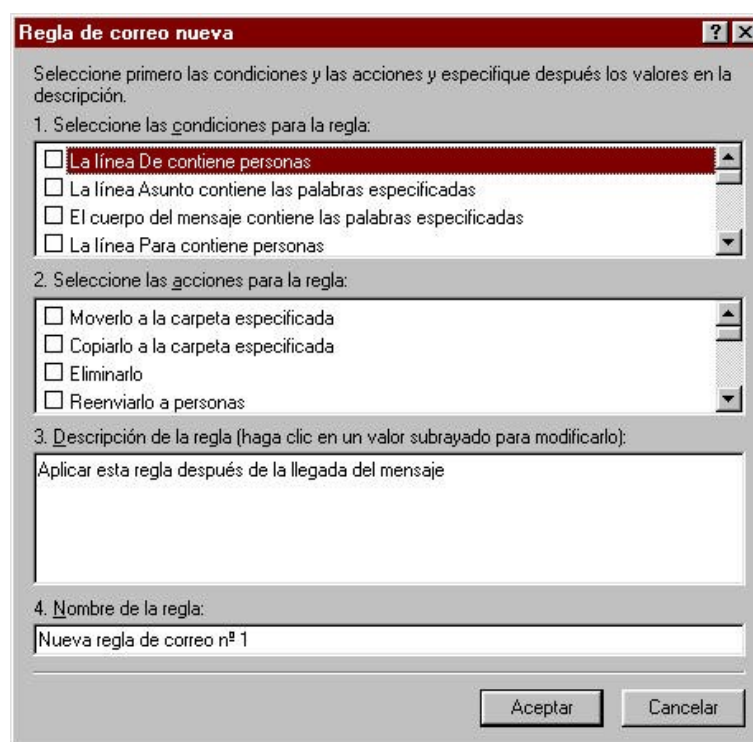 Regla de correo nueva
Seleccione primero las condiciones y las acciones y especifique después los valores en la
descripción.
1. Seleccione las condiciones para la regla:
La línea De contiene personas
La línea Asunto contiene las palabras especificadas
El cuerpo del mensaje contiene las palabras especificadas
La línea Para contiene personas
2. Seleccione las acciones para la regla:
Moverlo a la carpeta especificada
Copiarlo a la carpeta especificada
Eliminarlo
Reenviarlo a personas
3. Descripción de la regla (haga clic en un valor subrayado para modificarlo):
Aplicar esta regla después de la llegada del mensaje
4. Nombre de la regla:
Nueva regla de correo nº 1
Aceptar Cancelar